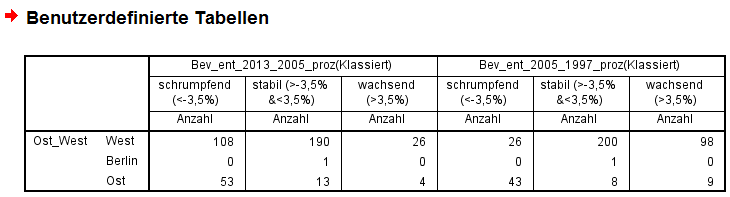 Benutzerdefinierte Tabellen
Bev_ent_2013_2005_proz(Klassiert) Bev_ent_2005_1997_proz(Klassiert)
schrumpfend stabil (>-3,5% wachsend schrumpfend stabil (>-3,5% wachsend
(<-3,5%) &<3,5%) (>3,5%) (<-3,5%) &<3,5%) (>3,5%)
Anzahl Anzahl Anzahl Anzahl Anzahl Anzahl
Ost_West West 108 190 26 26 200 98
Berlin 0 1 0 0 1 0
Ost 53 13 4 43 8 9